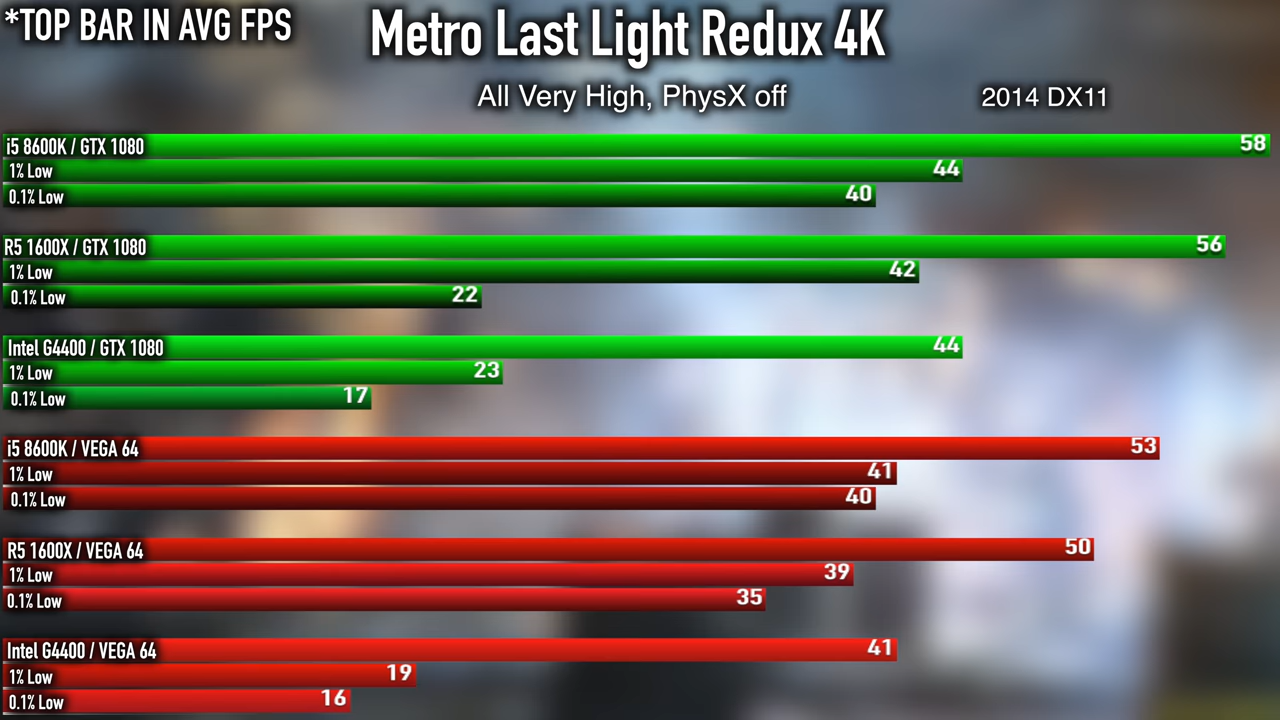 *TOP BAR IN AVG FPS
Metro Last Light Redux 4K
All Very High, PhysX off
2014 DX11
i5 8600K / GTX 1080 58
1% Low 44
0.1% Low 40
R5 1600X / GTX 1080 56
1% Low 42
0.1% Low 22
Intel G4400 / GTX 1080 44
1% Low 23
0.1% Low 17
i5 8600K / VEGA 64 53
1% Low 41
0.1% Low 40
R5 1600X / VEGA 64 50
1% Low 39
0.1% Low 35
Intel G4400 / VEGA 64 41
1% Low 19
0.1% Low 16